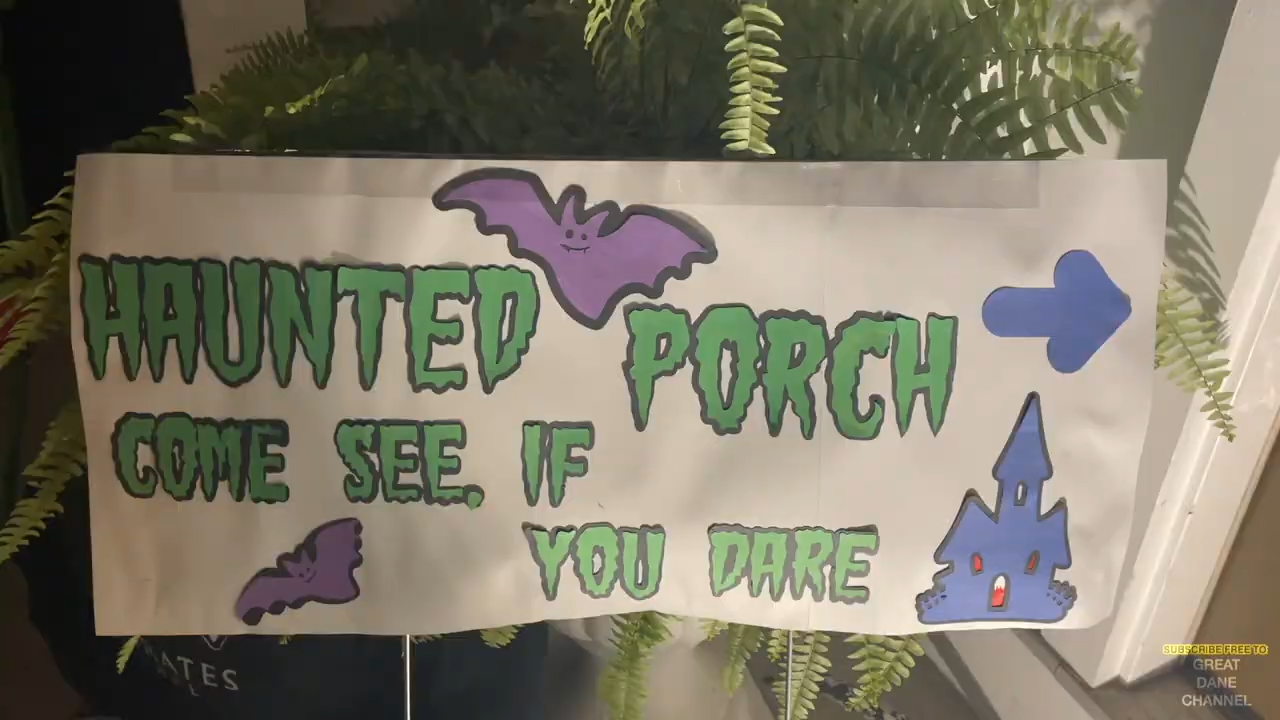 HAUNTED PORCH
COME SEE. IF
YOU DARE
SUBSCRIBE FREE TO
GREAT
DANE
CHANNEL